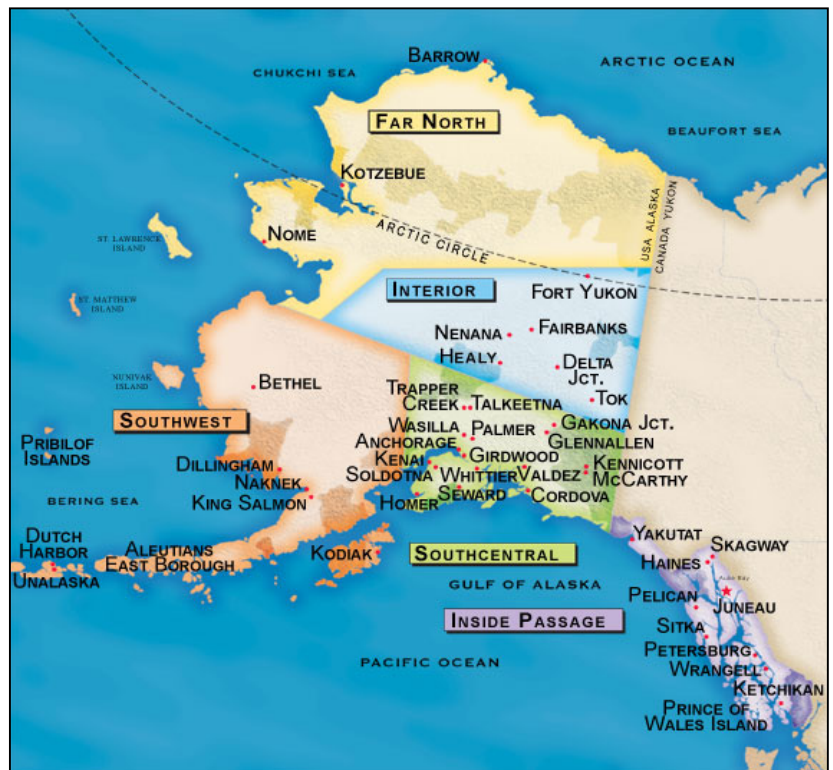 BARROW
ARCTIC OCEAN
CHUKCHI SEA
FAR NORTH
BEAUFORT SEA
KOTZEBUE
USA ALASKA
CANADA YUKON
NOME
ARCTIC CIRCLE
ST. LAWRENCE
ISLAND
INTERIOR
FORT YUKON
ST. MATTHEW
ISLAND
NENANA
FAIRBANKS
HEALY
DELTA
JCT.
NUNIVAK
ISLAND
BETHEL
TRAPPER
CREEK
TALKEETNA
TOK
SOUTHWEST
WASILLA
PALMER
GAKONA JCT.
ANCHORAGE
GLENNALLEN
PRIBILOF
ISLANDS
KENAI
GIRDWOOD
DILLINGHAM
SOLDOTNA
WHITTIER
VALDEZ
KENNICOTT
MCCARTHY
NAKNEK
KING SALMON
HOMER
SEWARD
CORDOVA
BERING SEA
DUTCH
HARBOR
UNALASKA
ALEUTIANS
EAST BOROUGH
KODIAK
SOUTHCENTRAL
YAKUTAT
SKAGWAY
HAINES
GULF OF ALASKA
PELICAN
JUNEAU
INSIDE PASSAGE
SITKA
PETERSBURG
PACIFIC OCEAN
WRANGELL
KETCHIKAN
PRINCE OF
WALES ISLAND